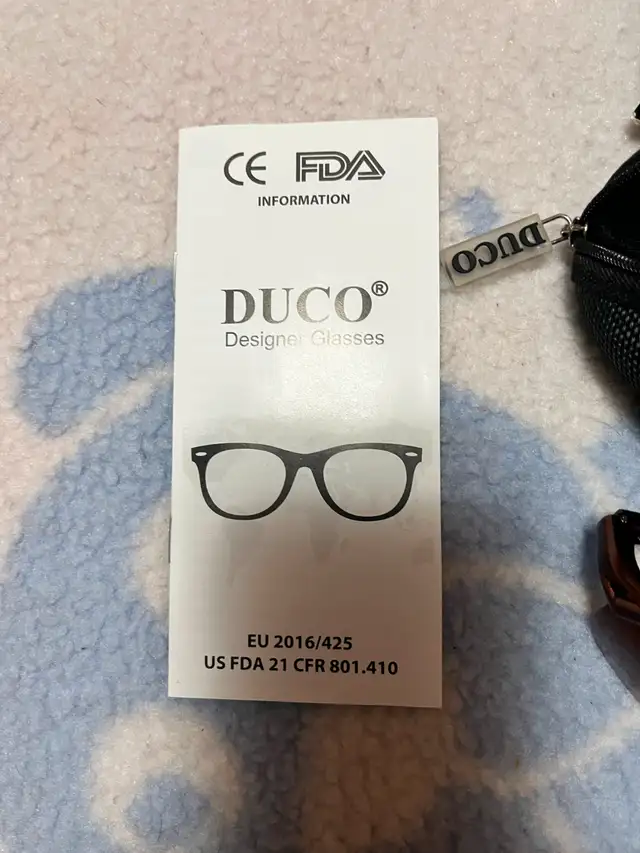 CE FDA
INFORMATION
DUCO®
Designer Glasses
EU 2016/425
US FDA 21 CFR 801.410
DUCO